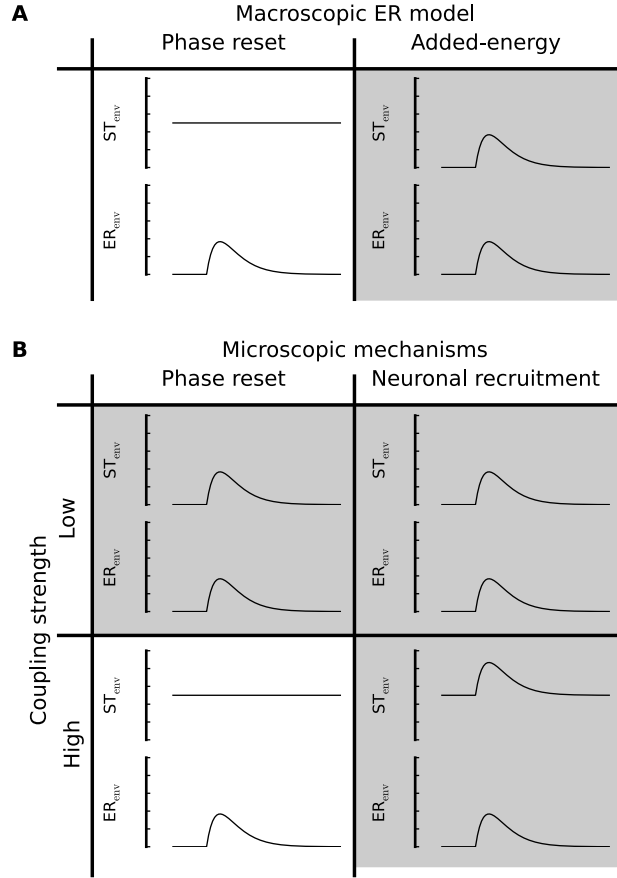 A
Macroscopic ER model
Phase reset
Added-energy
STenv
STenv
ERenv
ERenv
B
Microscopic mechanisms
Phase reset
Neuronal recruitment
Coupling strength
Low
STenv
STenv
ERenv
ERenv
High
STenv
STenv
ERenv
ERenv